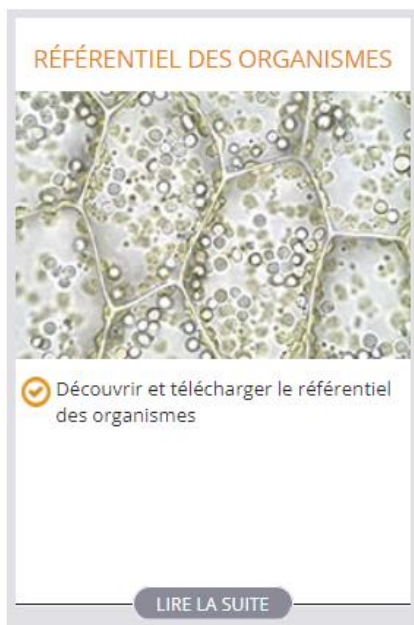 RÉFÉRENTIEL DES ORGANISMES
Découvrir et télécharger le référentiel
des organismes
LIRE LA SUITE